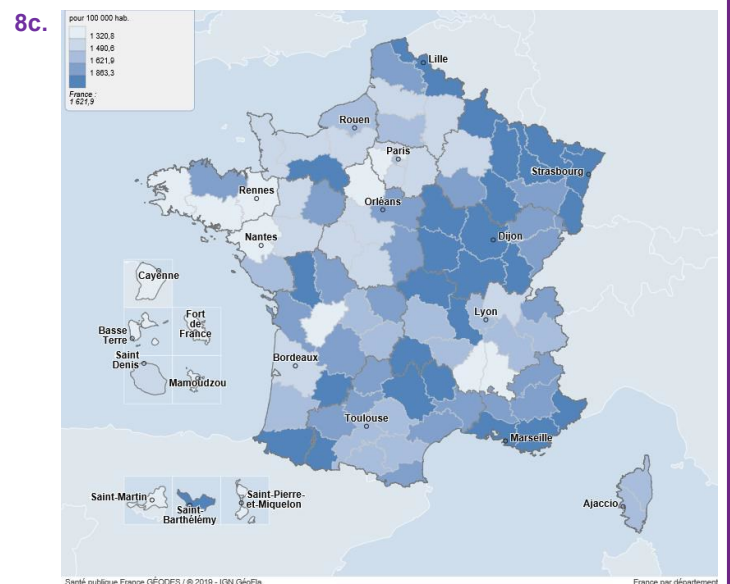 8c.
pour 100 000 hab.
1 320,8
1 490,6
1 621,9
1 863,3
France :
1 621,9
Lille
Rouen
Paris
Strasbourg
Rennes
Orléans
Nantes
Dijon
Cayenne
Lyon
Basse
Terre
Fort
de
France
Saint
Denis
Mamoudzou
Bordeaux
Toulouse
Marseille
Saint-Martin
Saint-
Barthélémy
Saint-Pierre-
et-Miquelon
Ajaccio
Santé publique France GÉODES / © 2019 - IGN GéoFla
France par département